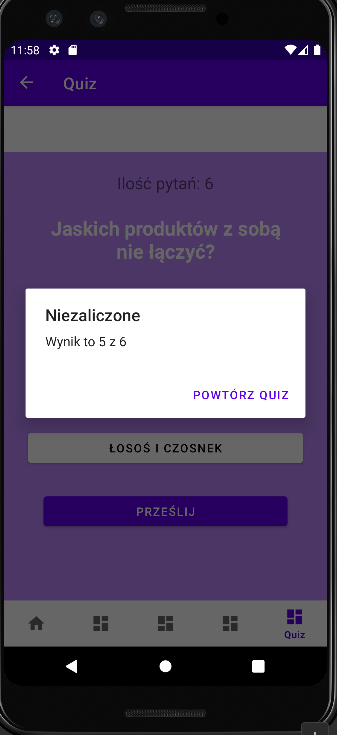 11:58
Quiz
Ilość pytań: 6
Jaskich produktów z sobą
nie łączyć?
Niezaliczone
Wynik to 5 z 6
POWTÓRZ QUIZ
ŁOSOŚ I CZOSNEK
PRZEŚLIJ
Quiz